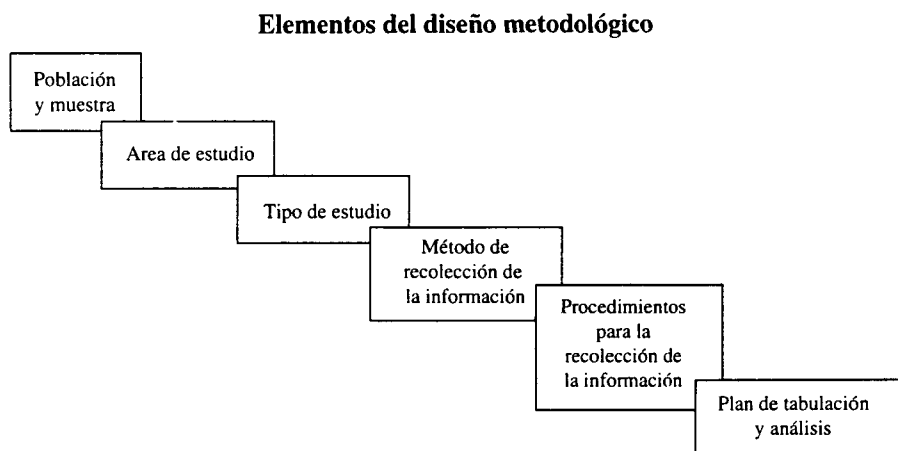 Elementos del diseño metodológico
Población
y muestra
Area de estudio
Tipo de estudio
Método de
recolección de
la información
Procedimientos
para la
recolección de
la información
Plan de tabulación
y análisis